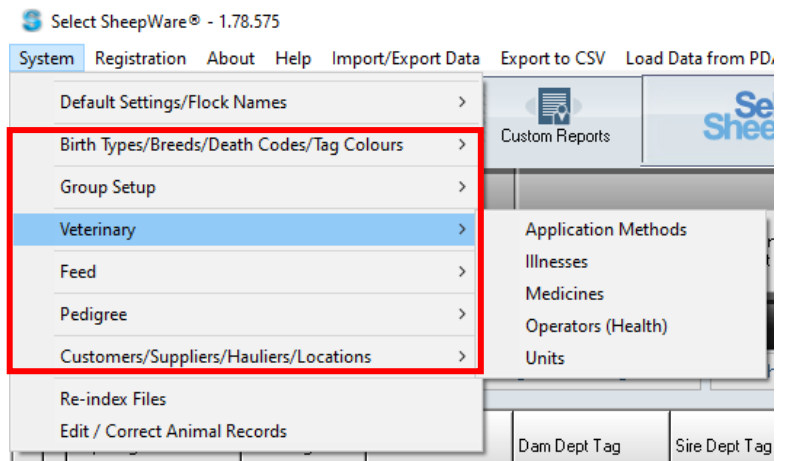 Select SheepWare® - 1.78.575
System Registration About Help Import/Export Data Export to CSV Load Data from
Default Settings/Flock Names
Birth Types/Breeds/Death Codes/Tag Colours
Custom Reports
Group Setup
Veterinary
Application Methods
Illnesses
Feed
Medicines
Pedigree
Operators (Health)
Customers/Suppliers/Hauliers/Locations
Units
Re-index Files
Edit / Correct Animal Records
Dam Dept Tag
Sire Dept Tag